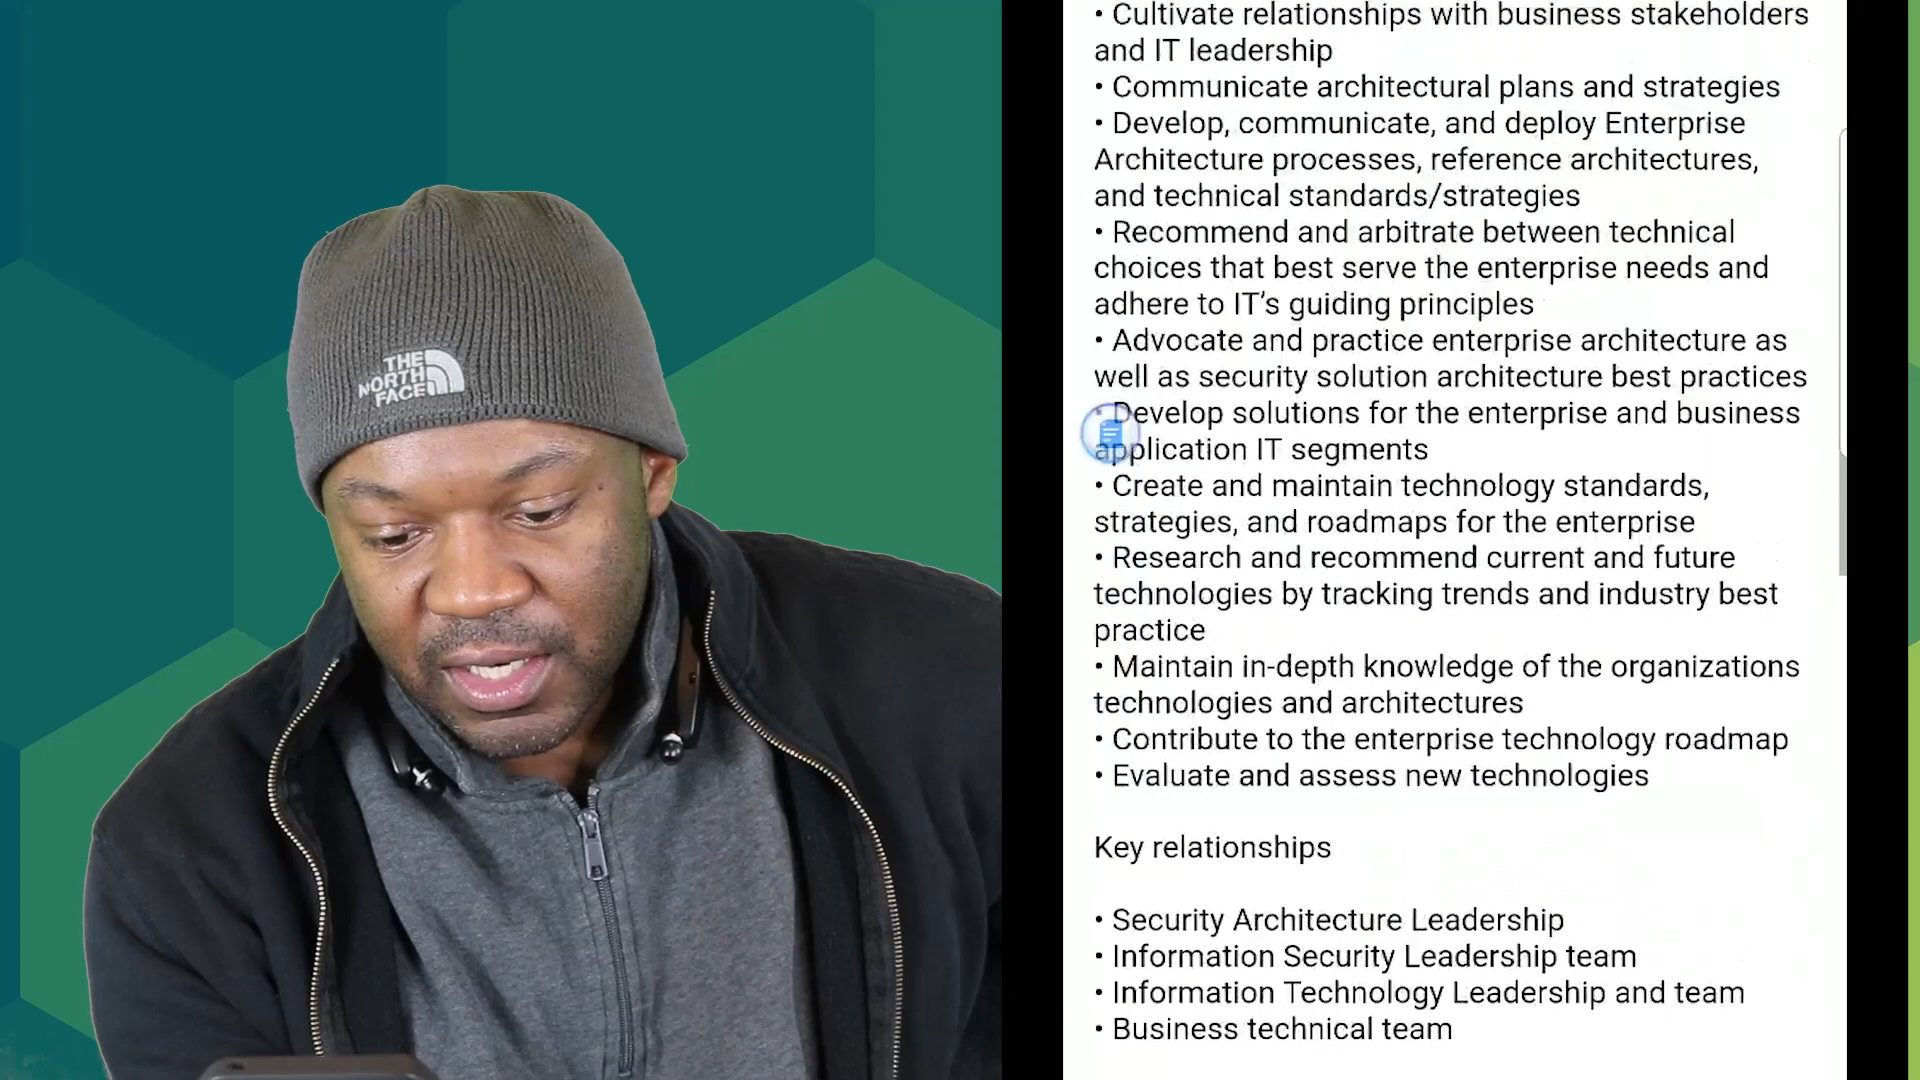 THE
NORTH
FACE
• Cultivate relationships with business stakeholders
and IT leadership
• Communicate architectural plans and strategies
• Develop, communicate, and deploy Enterprise
Architecture processes, reference architectures,
and technical standards/strategies
• Recommend and arbitrate between technical
choices that best serve the enterprise needs and
adhere to IT’s guiding principles
• Advocate and practice enterprise architecture as
well as security solution architecture best practices
• Develop solutions for the enterprise and business
application IT segments
• Create and maintain technology standards,
strategies, and roadmaps for the enterprise
• Research and recommend current and future
technologies by tracking trends and industry best
practice
• Maintain in-depth knowledge of the organizations
technologies and architectures
• Contribute to the enterprise technology roadmap
• Evaluate and assess new technologies
Key relationships
• Security Architecture Leadership
• Information Security Leadership team
• Information Technology Leadership and team
• Business technical team